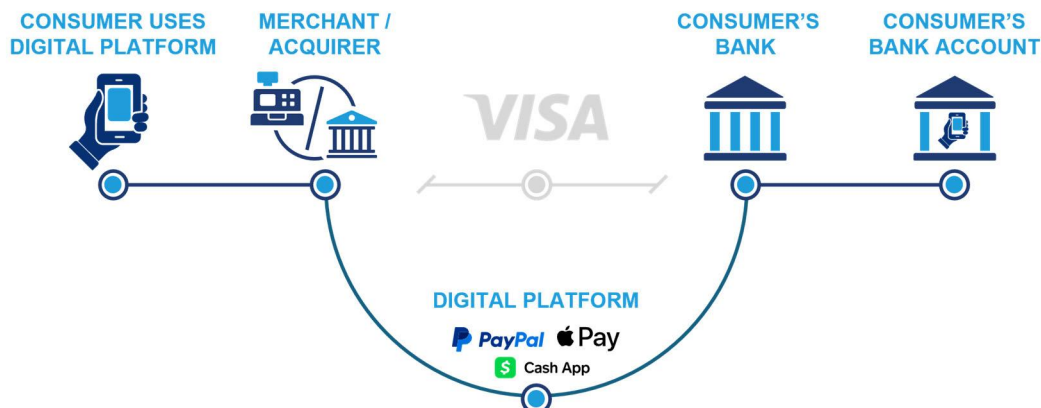 CONSUMER USES
DIGITAL PLATFORM
MERCHANT /
ACQUIRER
CONSUMER’S
BANK
CONSUMER’S
BANK ACCOUNT
VISA
DIGITAL PLATFORM
PayPal Pay
$ Cash App